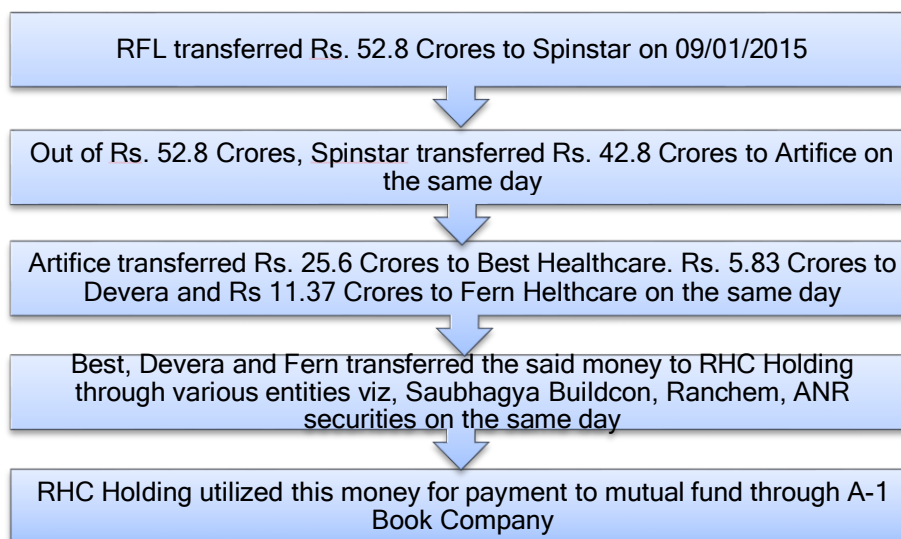 RFL transferred Rs. 52.8 Crores to Spinstar on 09/01/2015
Out of Rs. 52.8 Crores, Spinstar transferred Rs. 42.8 Crores to Artifice on
the same day
Artifice transferred Rs. 25.6 Crores to Best Healthcare. Rs. 5.83 Crores to
Devera and Rs 11.37 Crores to Fern Helthcare on the same day
Best, Devera and Fern transferred the said money to RHC Holding
through various entities viz, Saubhagya Buildcon, Ranchem, ANR
securities on the same day
RHC Holding utilized this money for payment to mutual fund through A-1
Book Company